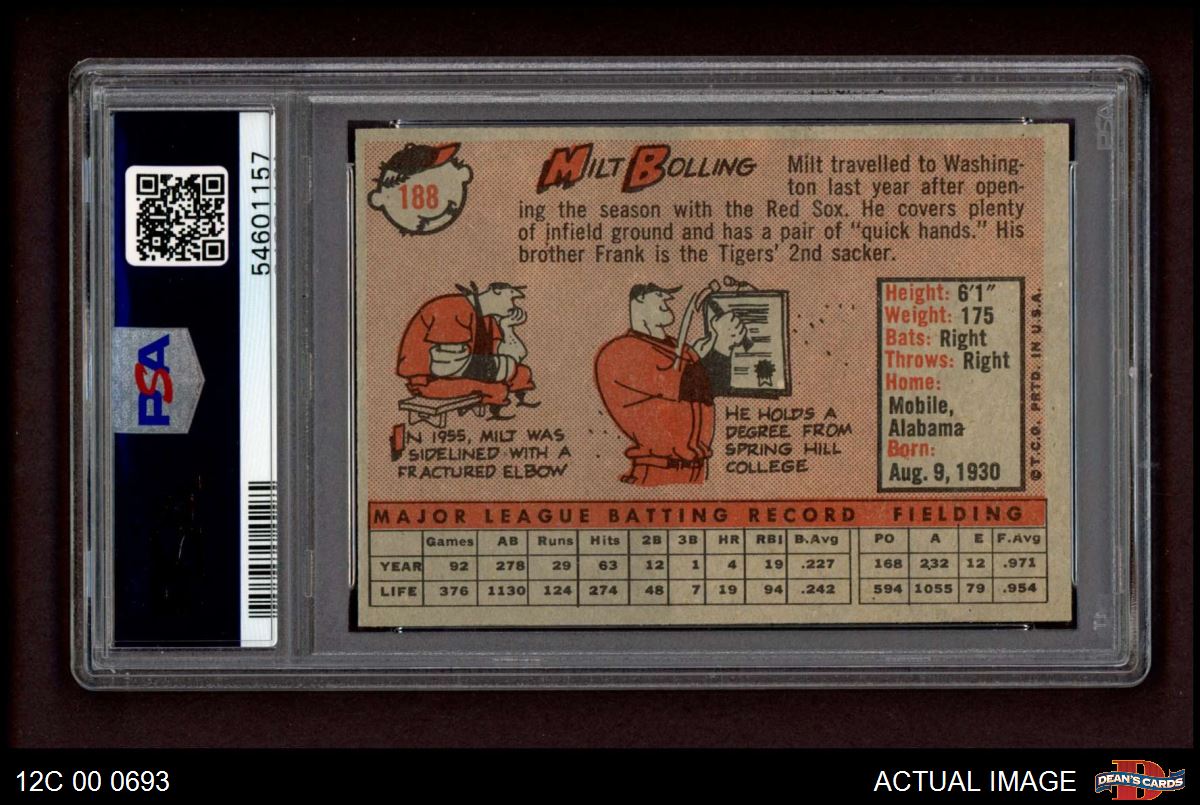 54601157
PSA
188
MILT BOLLING
Milt travelled to Washing-
ton last year after open-
ing the season with the Red Sox. He covers plenty
of infield ground and has a pair of "quick hands." His
brother Frank is the Tigers' 2nd sacker.
IN 1955, MILT WAS
SIDELINED WITH A
FRACTURED ELBOW
HE HOLDS A
DEGREE FROM
SPRING HILL
COLLEGE
Height: 6'1"
Weight: 175
Bats: Right
Throws: Right
Home:
Mobile,
Alabama
Born:
Aug. 9, 1930
© T.C.G. PRTD. IN U.S.A.
MAJOR LEAGUE BATTING RECORD FIELDING
Games AB Runs Hits 2B 3B HR RBI B.Avg PO A E F.Avg
YEAR 92 278 29 63 12 1 4 19 .227 168 232 12 .971
LIFE 376 1130 124 274 48 7 19 94 .242 594 1055 79 .954
PSA
12C 00 0693
ACTUAL IMAGE
DEAN'S CARDS